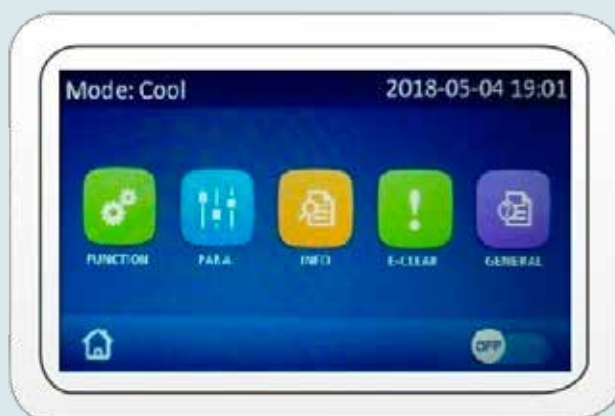 Mode: Cool 2018-05-04 19:01
FUNCTION PARA. INFO E-CLEAR GENERAL
OFF